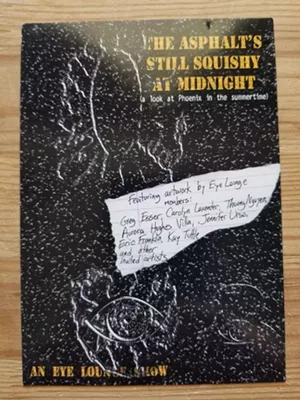 THE ASPHALT'S
STILL SQUISHY
AT MIDNIGHT
(a look at Phoenix in the summertime)
Featuring artwork by Eye Lounge
members:
Greg Esser, Carolyn Lavender, Thuong Nguyen,
Aurora Hughes Villa, Jennifer Urso,
Eric Franklin, Kay Tuttle,
and other
invited artists
AN EYE LOUNGE SHOW